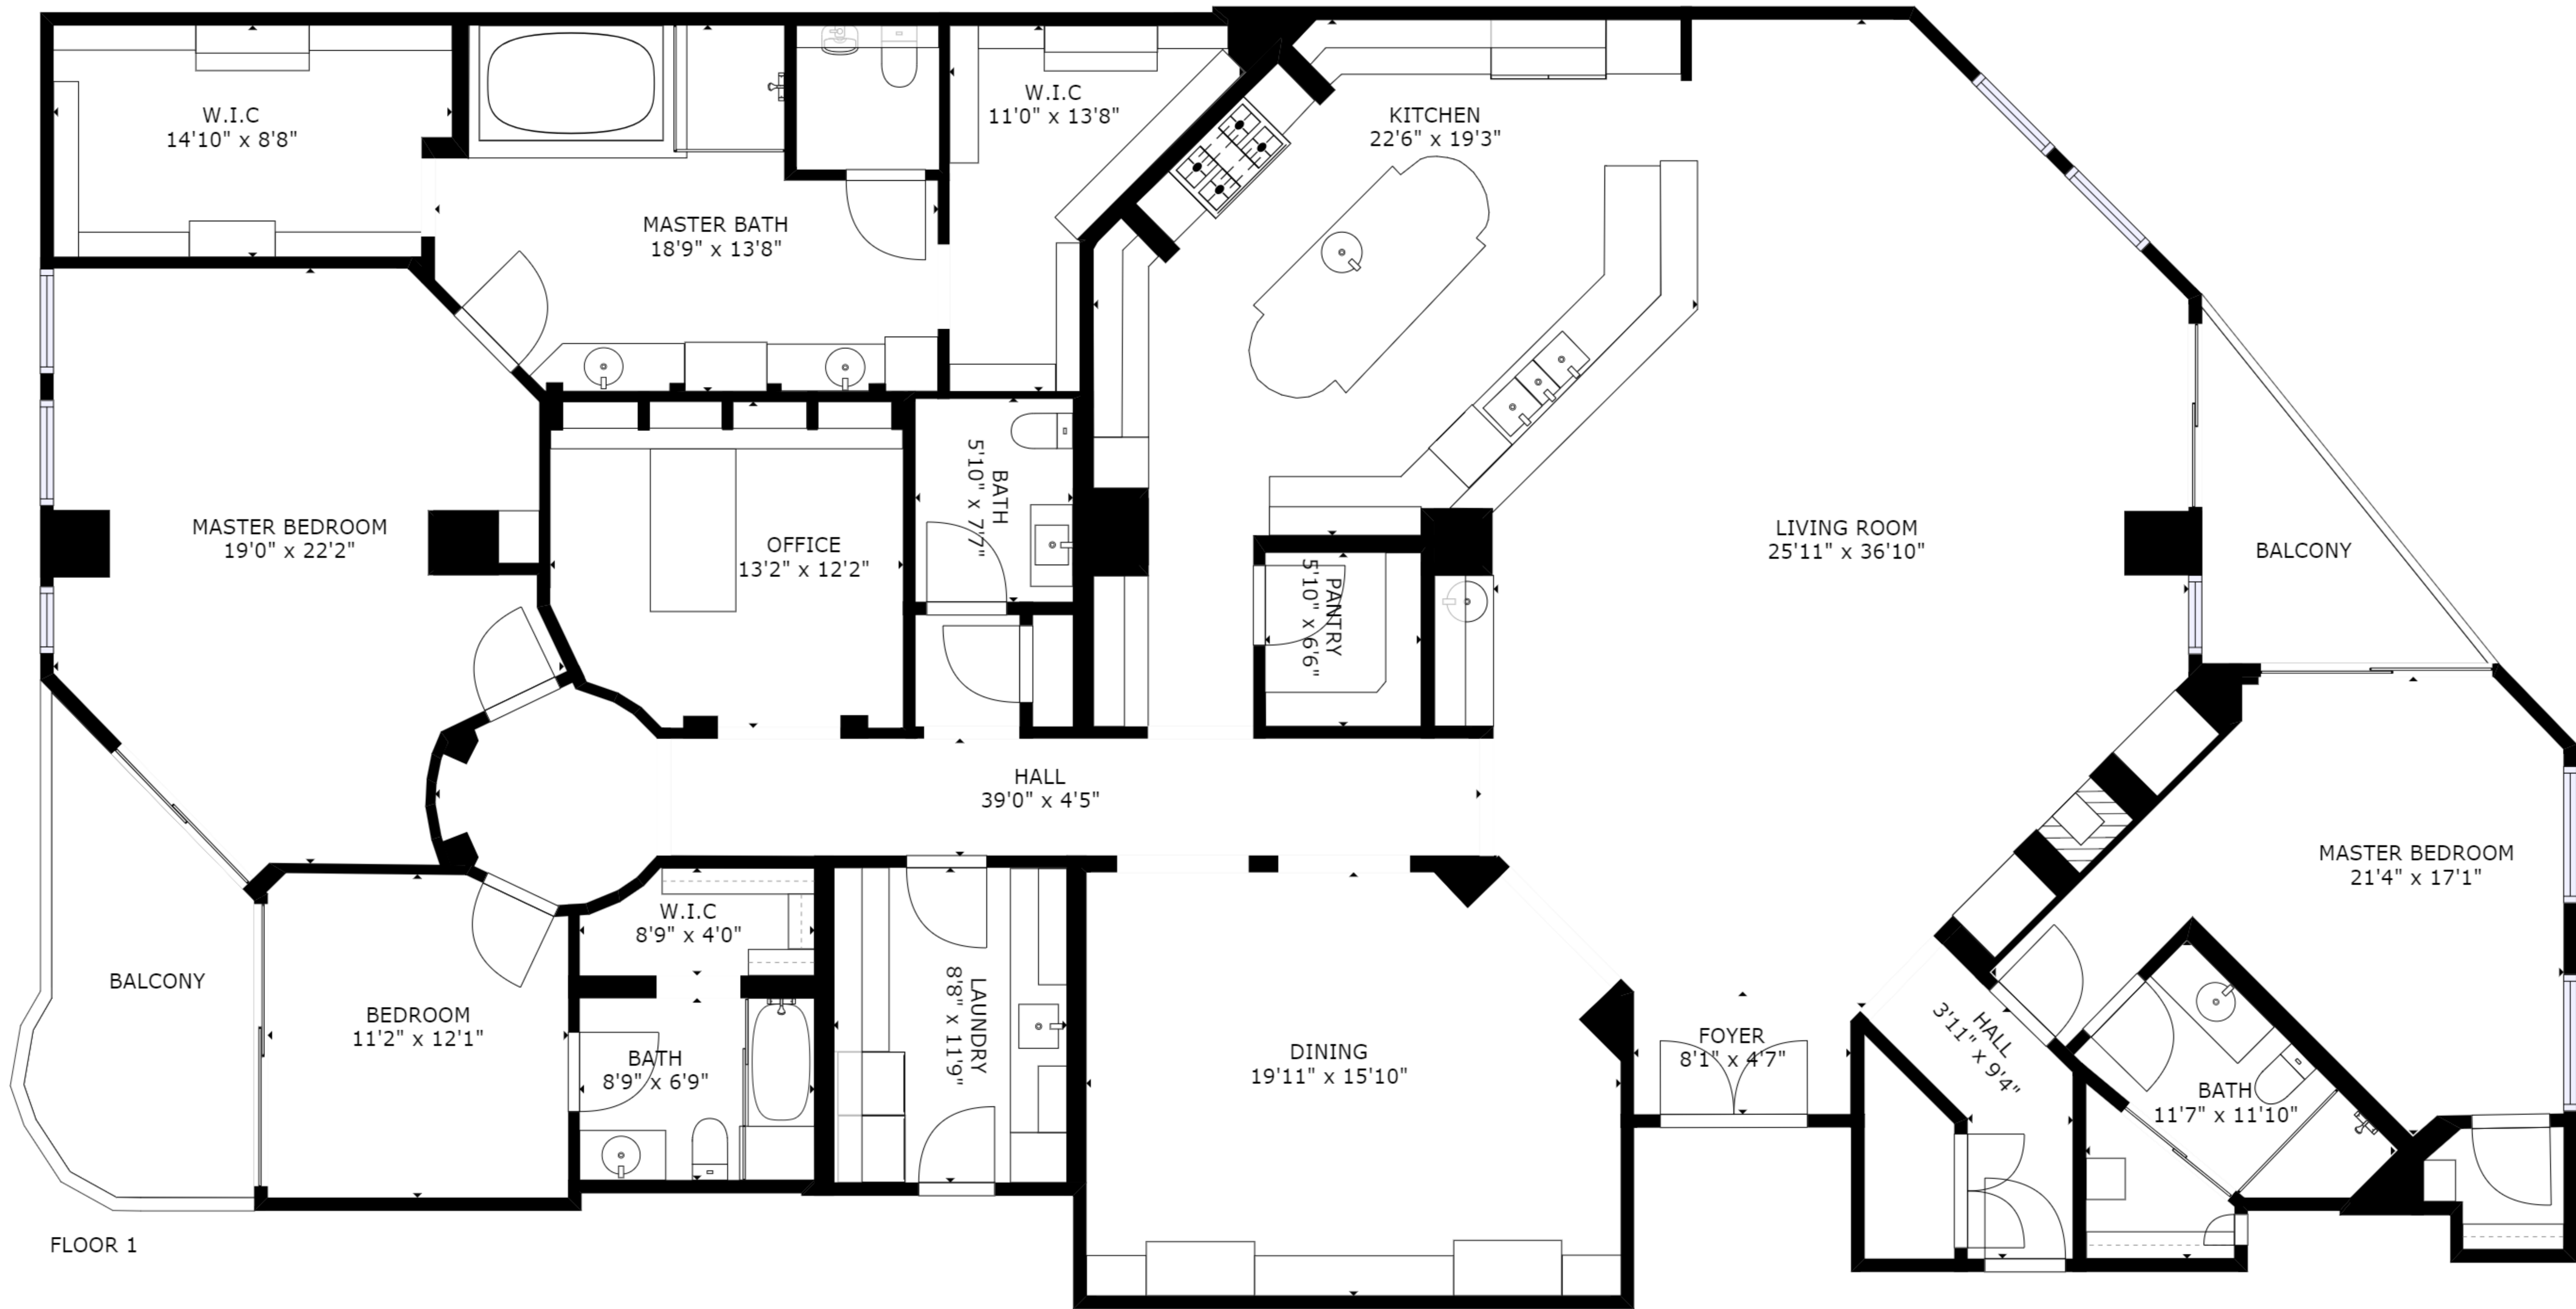 W.I.C
14'10" x 8'8"
W.I.C
11'0" x 13'8"
KITCHEN
22'6" x 19'3"
MASTER BATH
18'9" x 13'8"
MASTER BEDROOM
19'0" x 22'2"
OFFICE
13'2" x 12'2"
BATH
5'10" x 7'7"
PANTRY
5'10" x 6'6"
LIVING ROOM
25'11" x 36'10"
BALCONY
HALL
39'0" x 4'5"
MASTER BEDROOM
21'4" x 17'1"
W.I.C
8'9" x 4'0"
BALCONY
BEDROOM
11'2" x 12'1"
BATH
8'9" x 6'9"
LAUNDRY
8'8" x 11'9"
DINING
19'11" x 15'10"
FOYER
8'1" x 4'7"
HALL
3'11" x 9'4"
BATH
11'7" x 11'10"
FLOOR 1